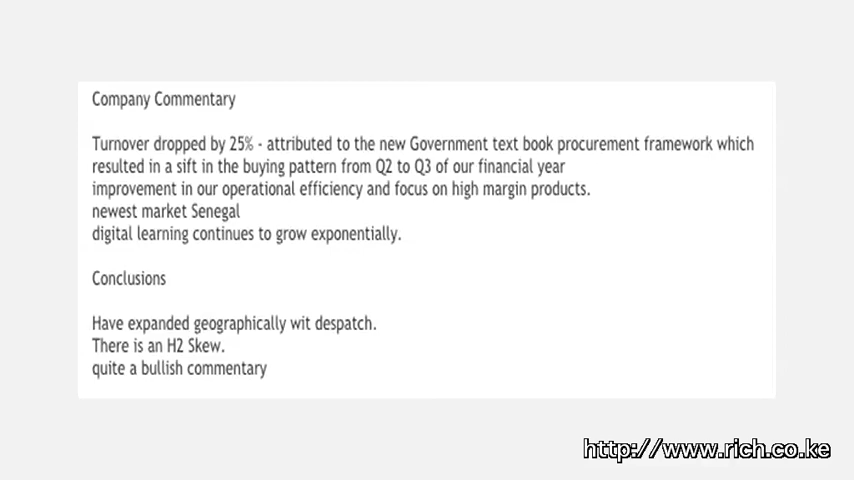 Company Commentary
Turnover dropped by 25% - attributed to the new Government text book procurement framework which
resulted in a sift in the buying pattern from Q2 to Q3 of our financial year
improvement in our operational efficiency and focus on high margin products.
newest market Senegal
digital learning continues to grow exponentially.
Conclusions
Have expanded geographically wit despatch.
There is an H2 Skew.
quite a bullish commentary
http://www.rich.co.ke